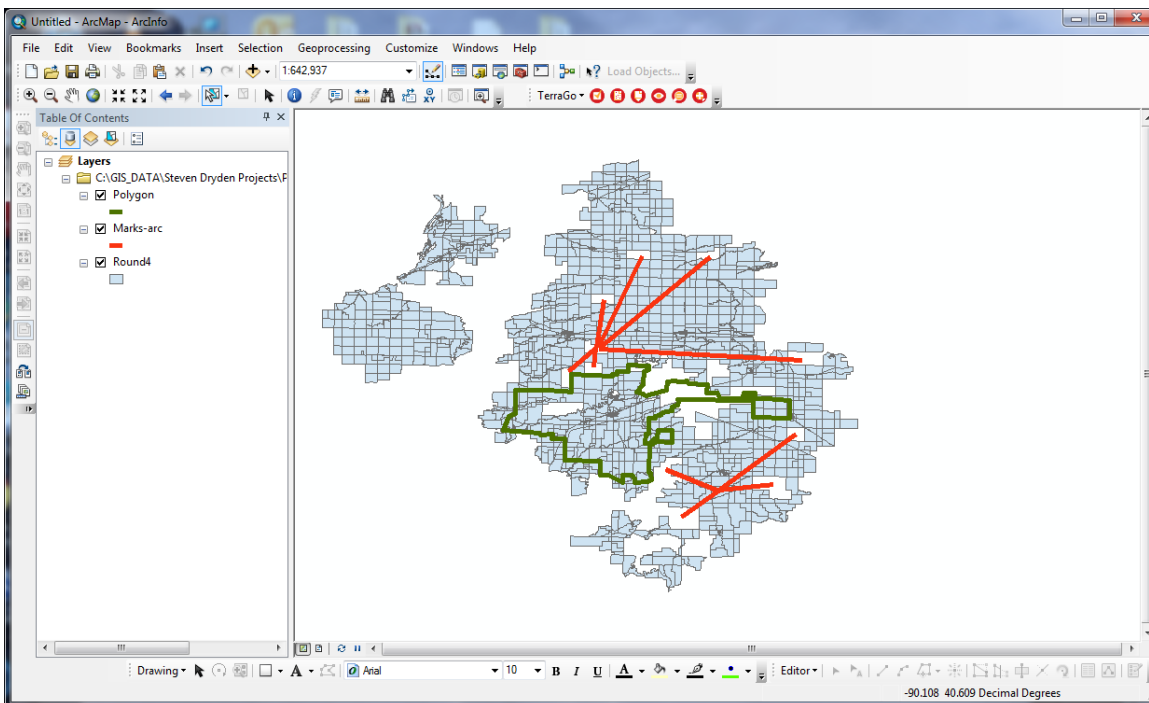 Untitled - ArcMap - ArcInfo
File Edit View Bookmarks Insert Selection Geoprocessing Customize Windows Help
1:642,937 Load Objects...
TerraGo
Table Of Contents
Layers
C:\GIS_DATA\Steven Dryden Projects\F
Polygon
Marks-arc
Round4
Drawing A Arial 10 B I U A Editor
-90.108 40.609 Decimal Degrees